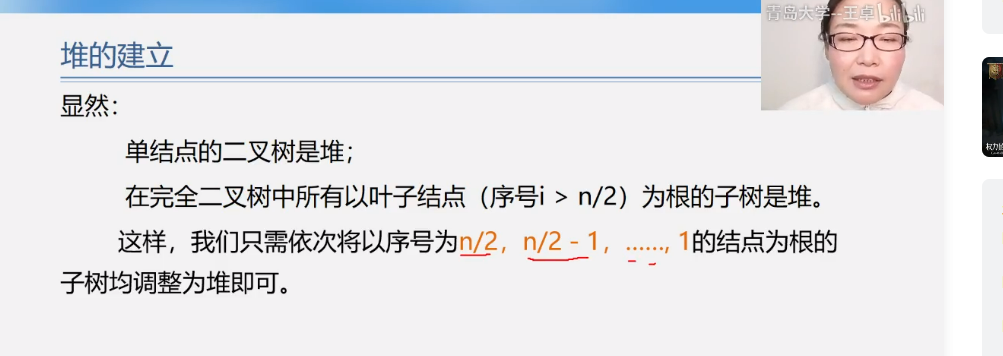 青岛大学--王卓 bilibili
堆的建立
显然：
单结点的二叉树是堆；
在完全二叉树中所有以叶子结点（序号i > n/2）为根的子树是堆。
这样，我们只需依次将以序号为n/2，n/2 - 1，……, 1的结点为根的
子树均调整为堆即可。